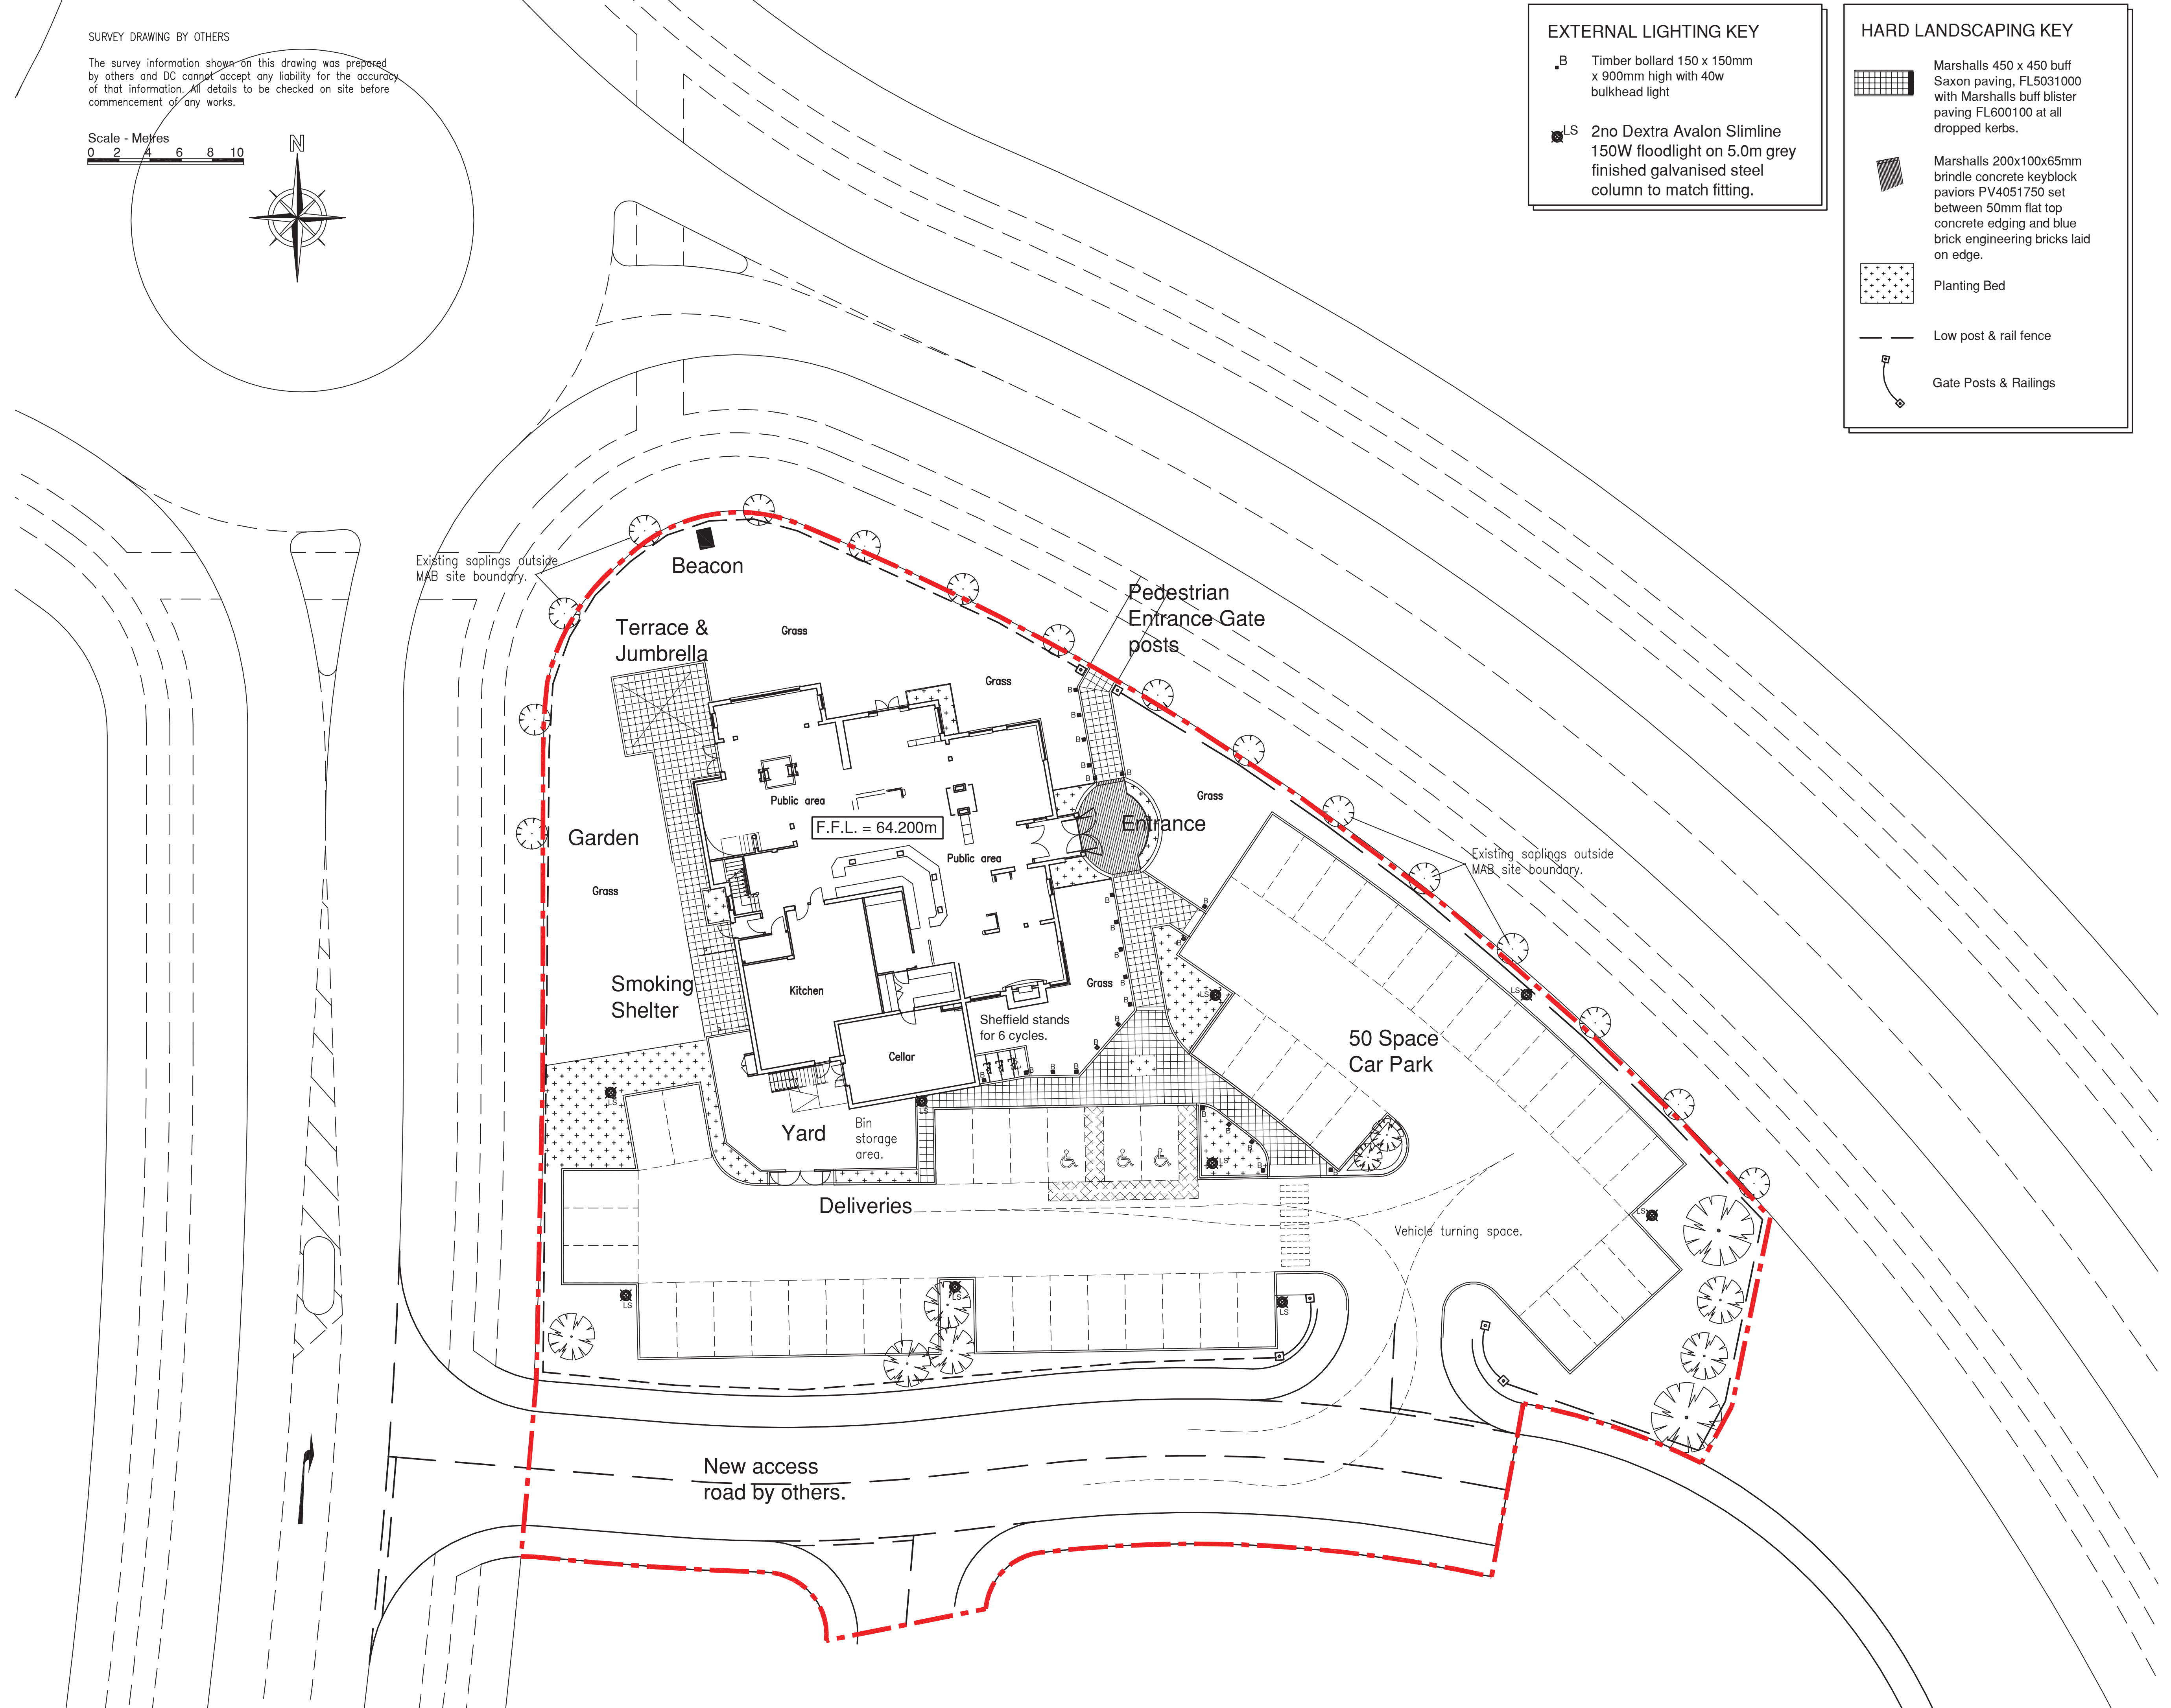 SURVEY DRAWING BY OTHERS
The survey information shown on this drawing was prepared
by others and DC cannot accept any liability for the accuracy
of that information. All details to be checked on site before
commencement of any works.
Scale - Metres
0 2 4 6 8 10
N
EXTERNAL LIGHTING KEY
B
Timber bollard 150 x 150mm
x 900mm high with 40w
bulkhead light
LS
2no Dextra Avalon Slimline
150W floodlight on 5.0m grey
finished galvanised steel
column to match fitting.
HARD LANDSCAPING KEY
Marshalls 450 x 450 buff
Saxon paving, FL5031000
with Marshalls buff blister
paving FL600100 at all
dropped kerbs.
Marshalls 200x100x65mm
brindle concrete keyblock
paviors PV4051750 set
between 50mm flat top
concrete edging and blue
brick engineering bricks laid
on edge.
Planting Bed
Low post & rail fence
Gate Posts & Railings
Existing saplings outside
MAB site boundary.
Beacon
Terrace &
Jumbrella
Grass
Grass
Pedestrian
Entrance Gate
posts
B
B
B
B
B
B
Public area
F.F.L. = 64.200m
Public area
Entrance
Grass
Garden
Grass
Existing saplings outside
MAB site boundary.
B
B
B
B
B
B
B
B
Smoking
Shelter
Kitchen
Grass
LS
LS
Sheffield stands
for 6 cycles.
Cellar
B
B
B
B
B
B
50 Space
Car Park
LS
LS
Yard
Bin
storage
area.
B
B
B
B
B
LS
Deliveries
Vehicle turning space.
LS
LS
LS
LS
New access
road by others.